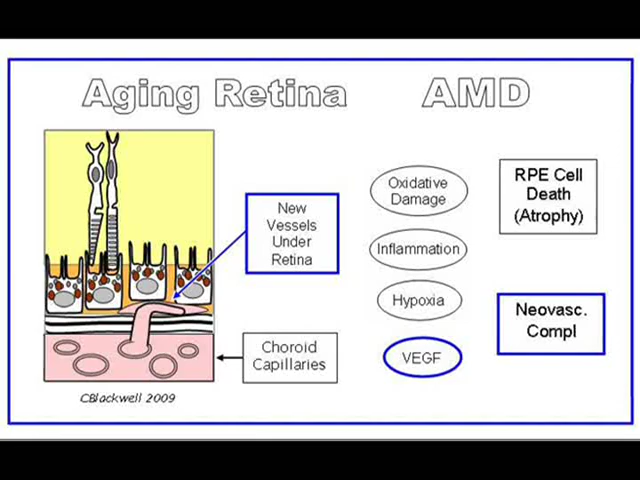 Aging Retina
AMD
New
Vessels
Under
Retina
Choroid
Capillaries
CBlackwell 2009
Oxidative
Damage
Inflammation
Hypoxia
VEGF
RPE Cell
Death
(Atrophy)
Neovasc.
Compl